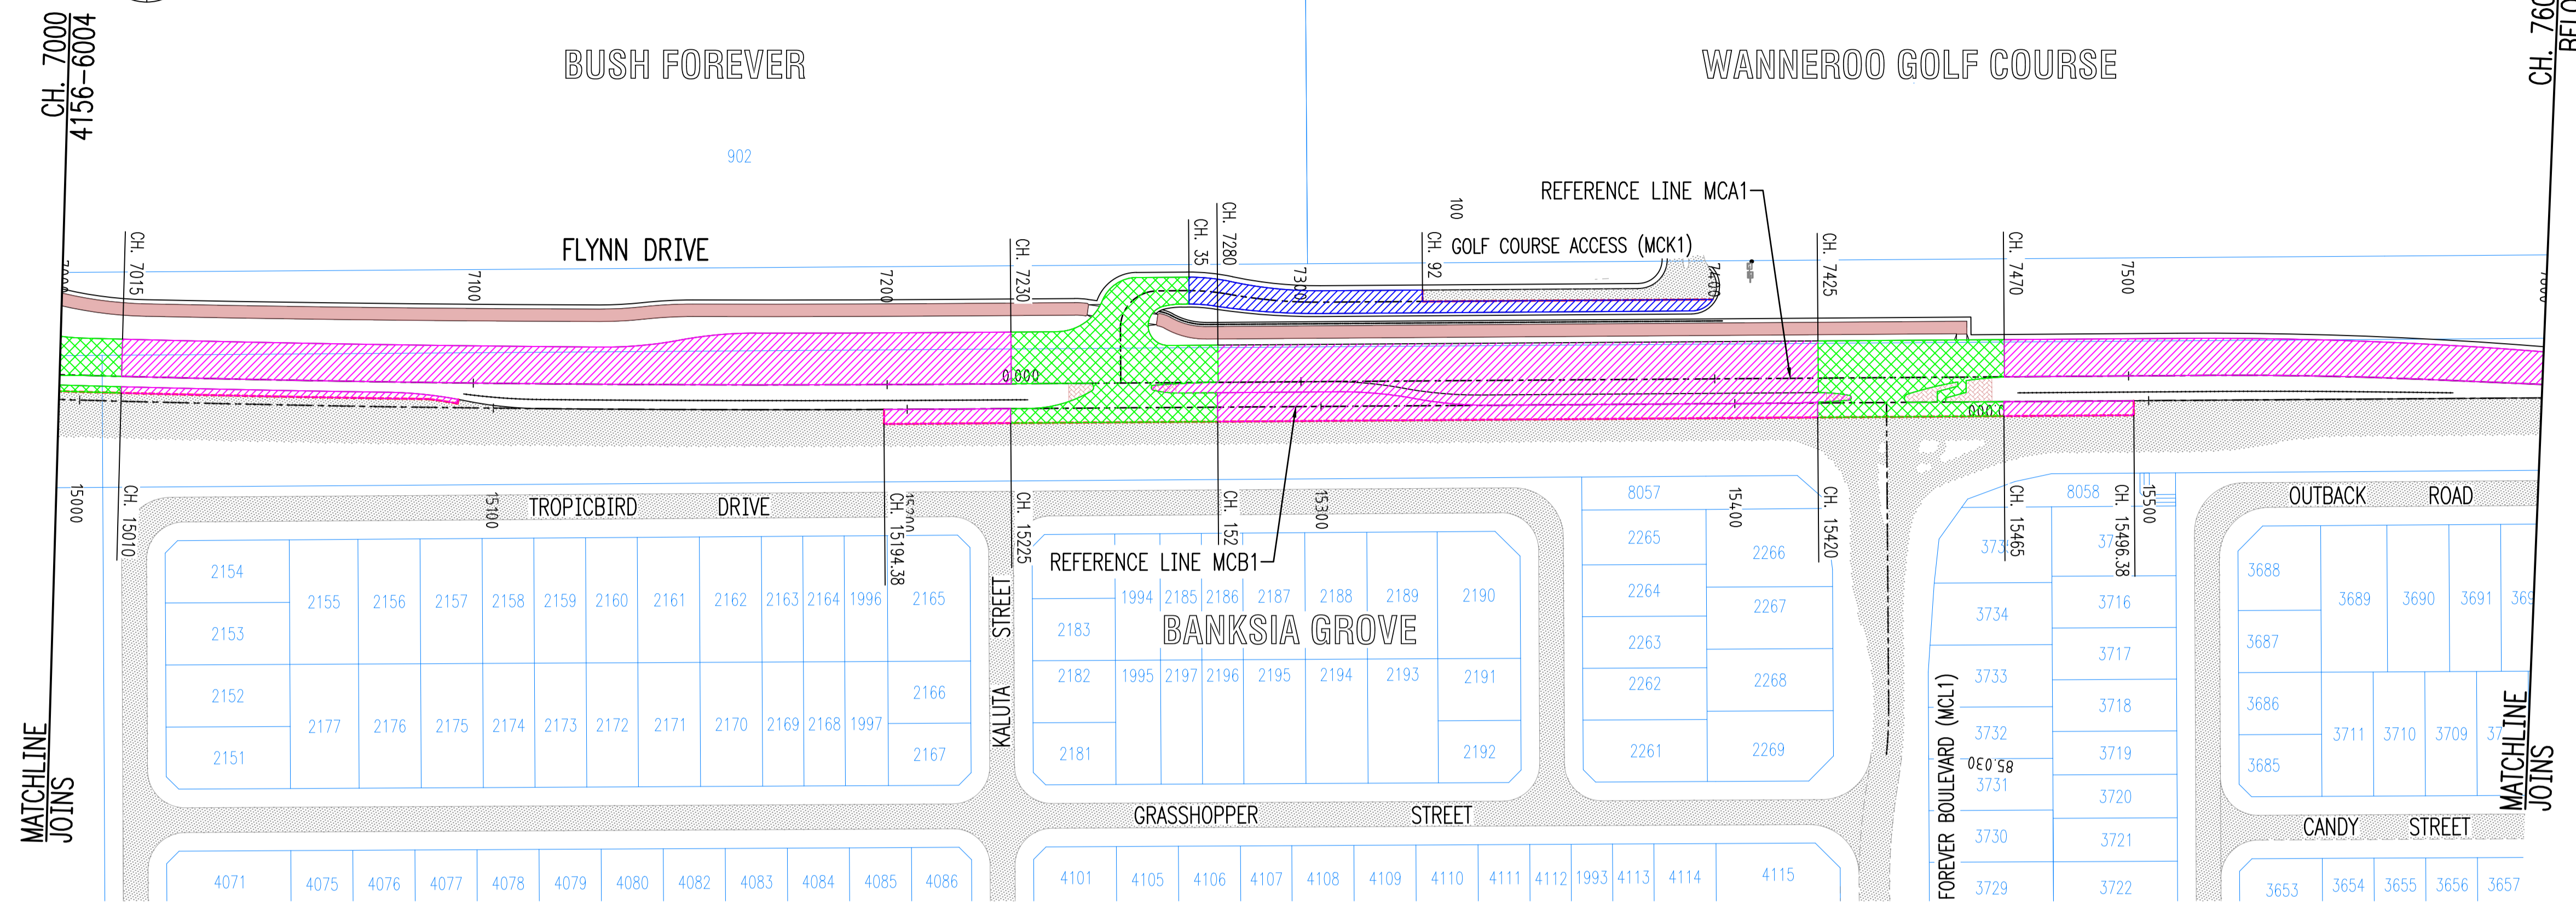 CH. 7000
4156-6004
BUSH FOREVER
WANNEROO GOLF COURSE
902
REFERENCE LINE MCA1
100
GOLF COURSE ACCESS (MCK1)
FLYNN DRIVE
CH. 7015
7100
7200
CH. 7230
CH. 35
CH. 7280
7300
CH. 92
7400
CH. 7425
CH. 7470
7500
0.000
0.000
15000
CH. 15010
15100
CH. 15194.38
15200
CH. 15225
15300
15400
CH. 15420
CH. 15465
CH. 15496.38
15500
TROPICBIRD DRIVE
OUTBACK ROAD
REFERENCE LINE MCB1
BANKSIA GROVE
KALUTA STREET
GRASSHOPPER STREET
FOREVER BOULEVARD (MCL1)
85.030
CANDY STREET
MATCHLINE
JOINS
MATCHLINE
JOINS
2154
2153
2152
2151
2155 2156 2157 2158 2159 2160 2161 2162 2163 2164 1996 2165
2177 2176 2175 2174 2173 2172 2171 2170 2169 2168 1997
2166
2167
2183
2182
2181
1994 2185 2186 2187 2188 2189 2190
1995 2197 2196 2195 2194 2193 2191
2192
8057
2265
2264
2263
2262
2261
2266
2267
2268
2269
8058
3734
3733
3732
3731
3730
3729
3716
3717
3718
3719
3720
3721
3722
3688
3687
3686
3685
3689 3690 3691
3711 3710 3709
4071 4075 4076 4077 4078 4079 4080 4082 4083 4084 4085 4086
4101 4105 4106 4107 4108 4109 4110 4111 4112 1993 4113 4114 4115
3653 3654 3655 3656 3657